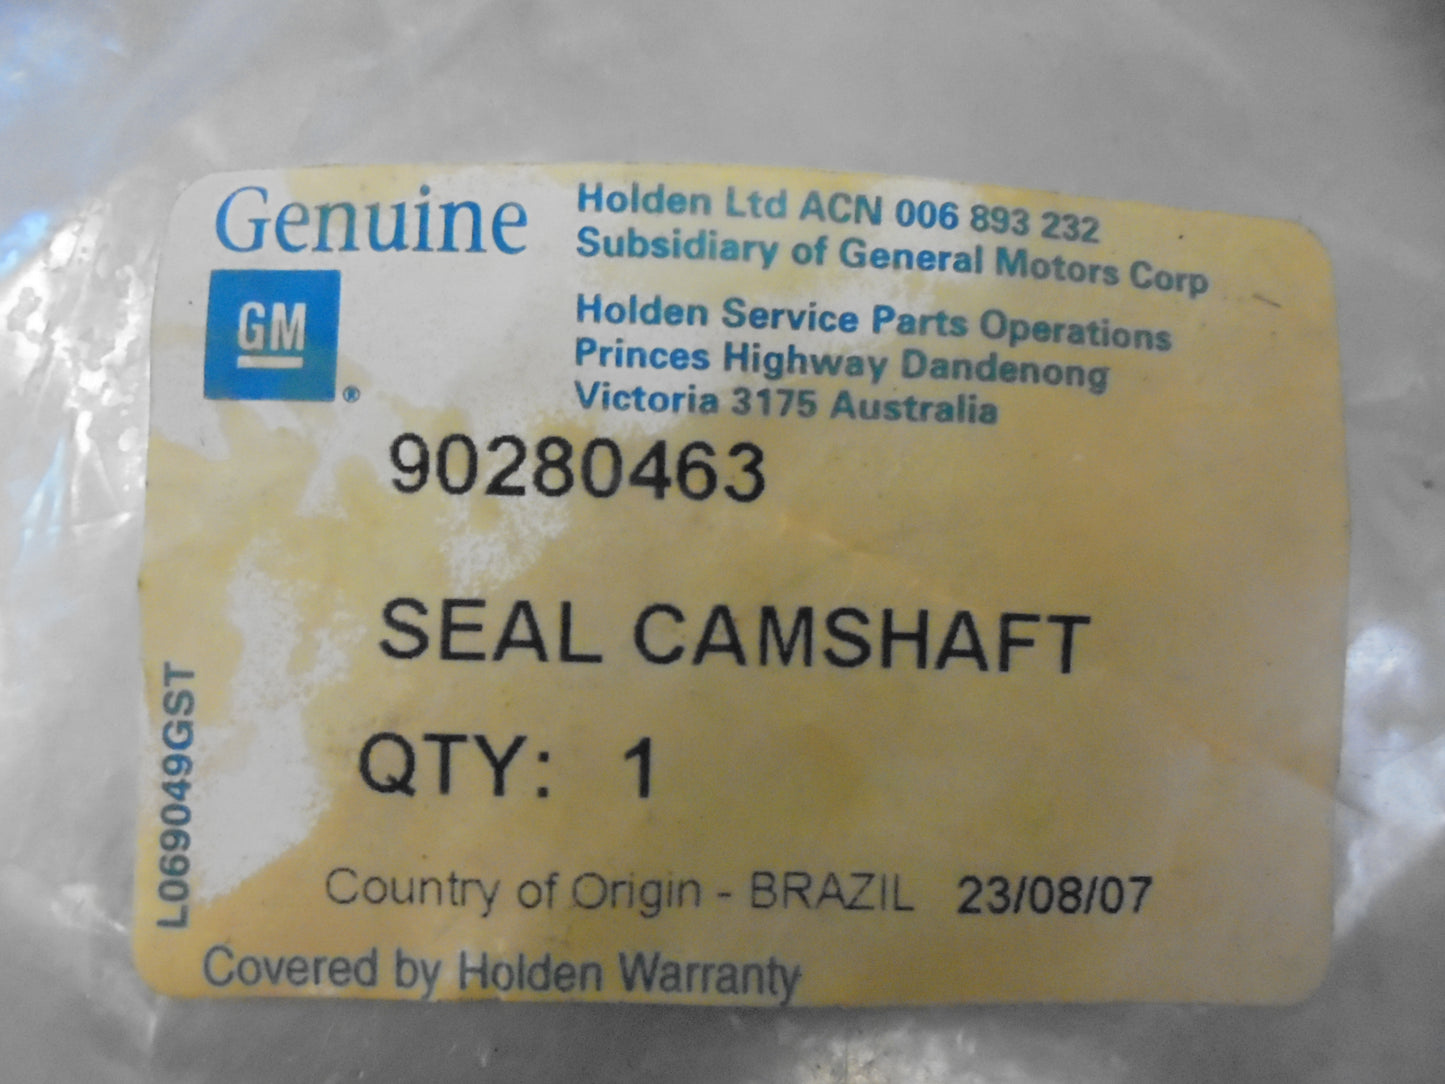 Genuine
GM
®
Holden Ltd ACN 006 893 232
Subsidiary of General Motors Corp
Holden Service Parts Operations
Princes Highway Dandenong
Victoria 3175 Australia
90280463
SEAL CAMSHAFT
QTY: 1
Country of Origin - BRAZIL 23/08/07
Covered by Holden Warranty
L069049GST